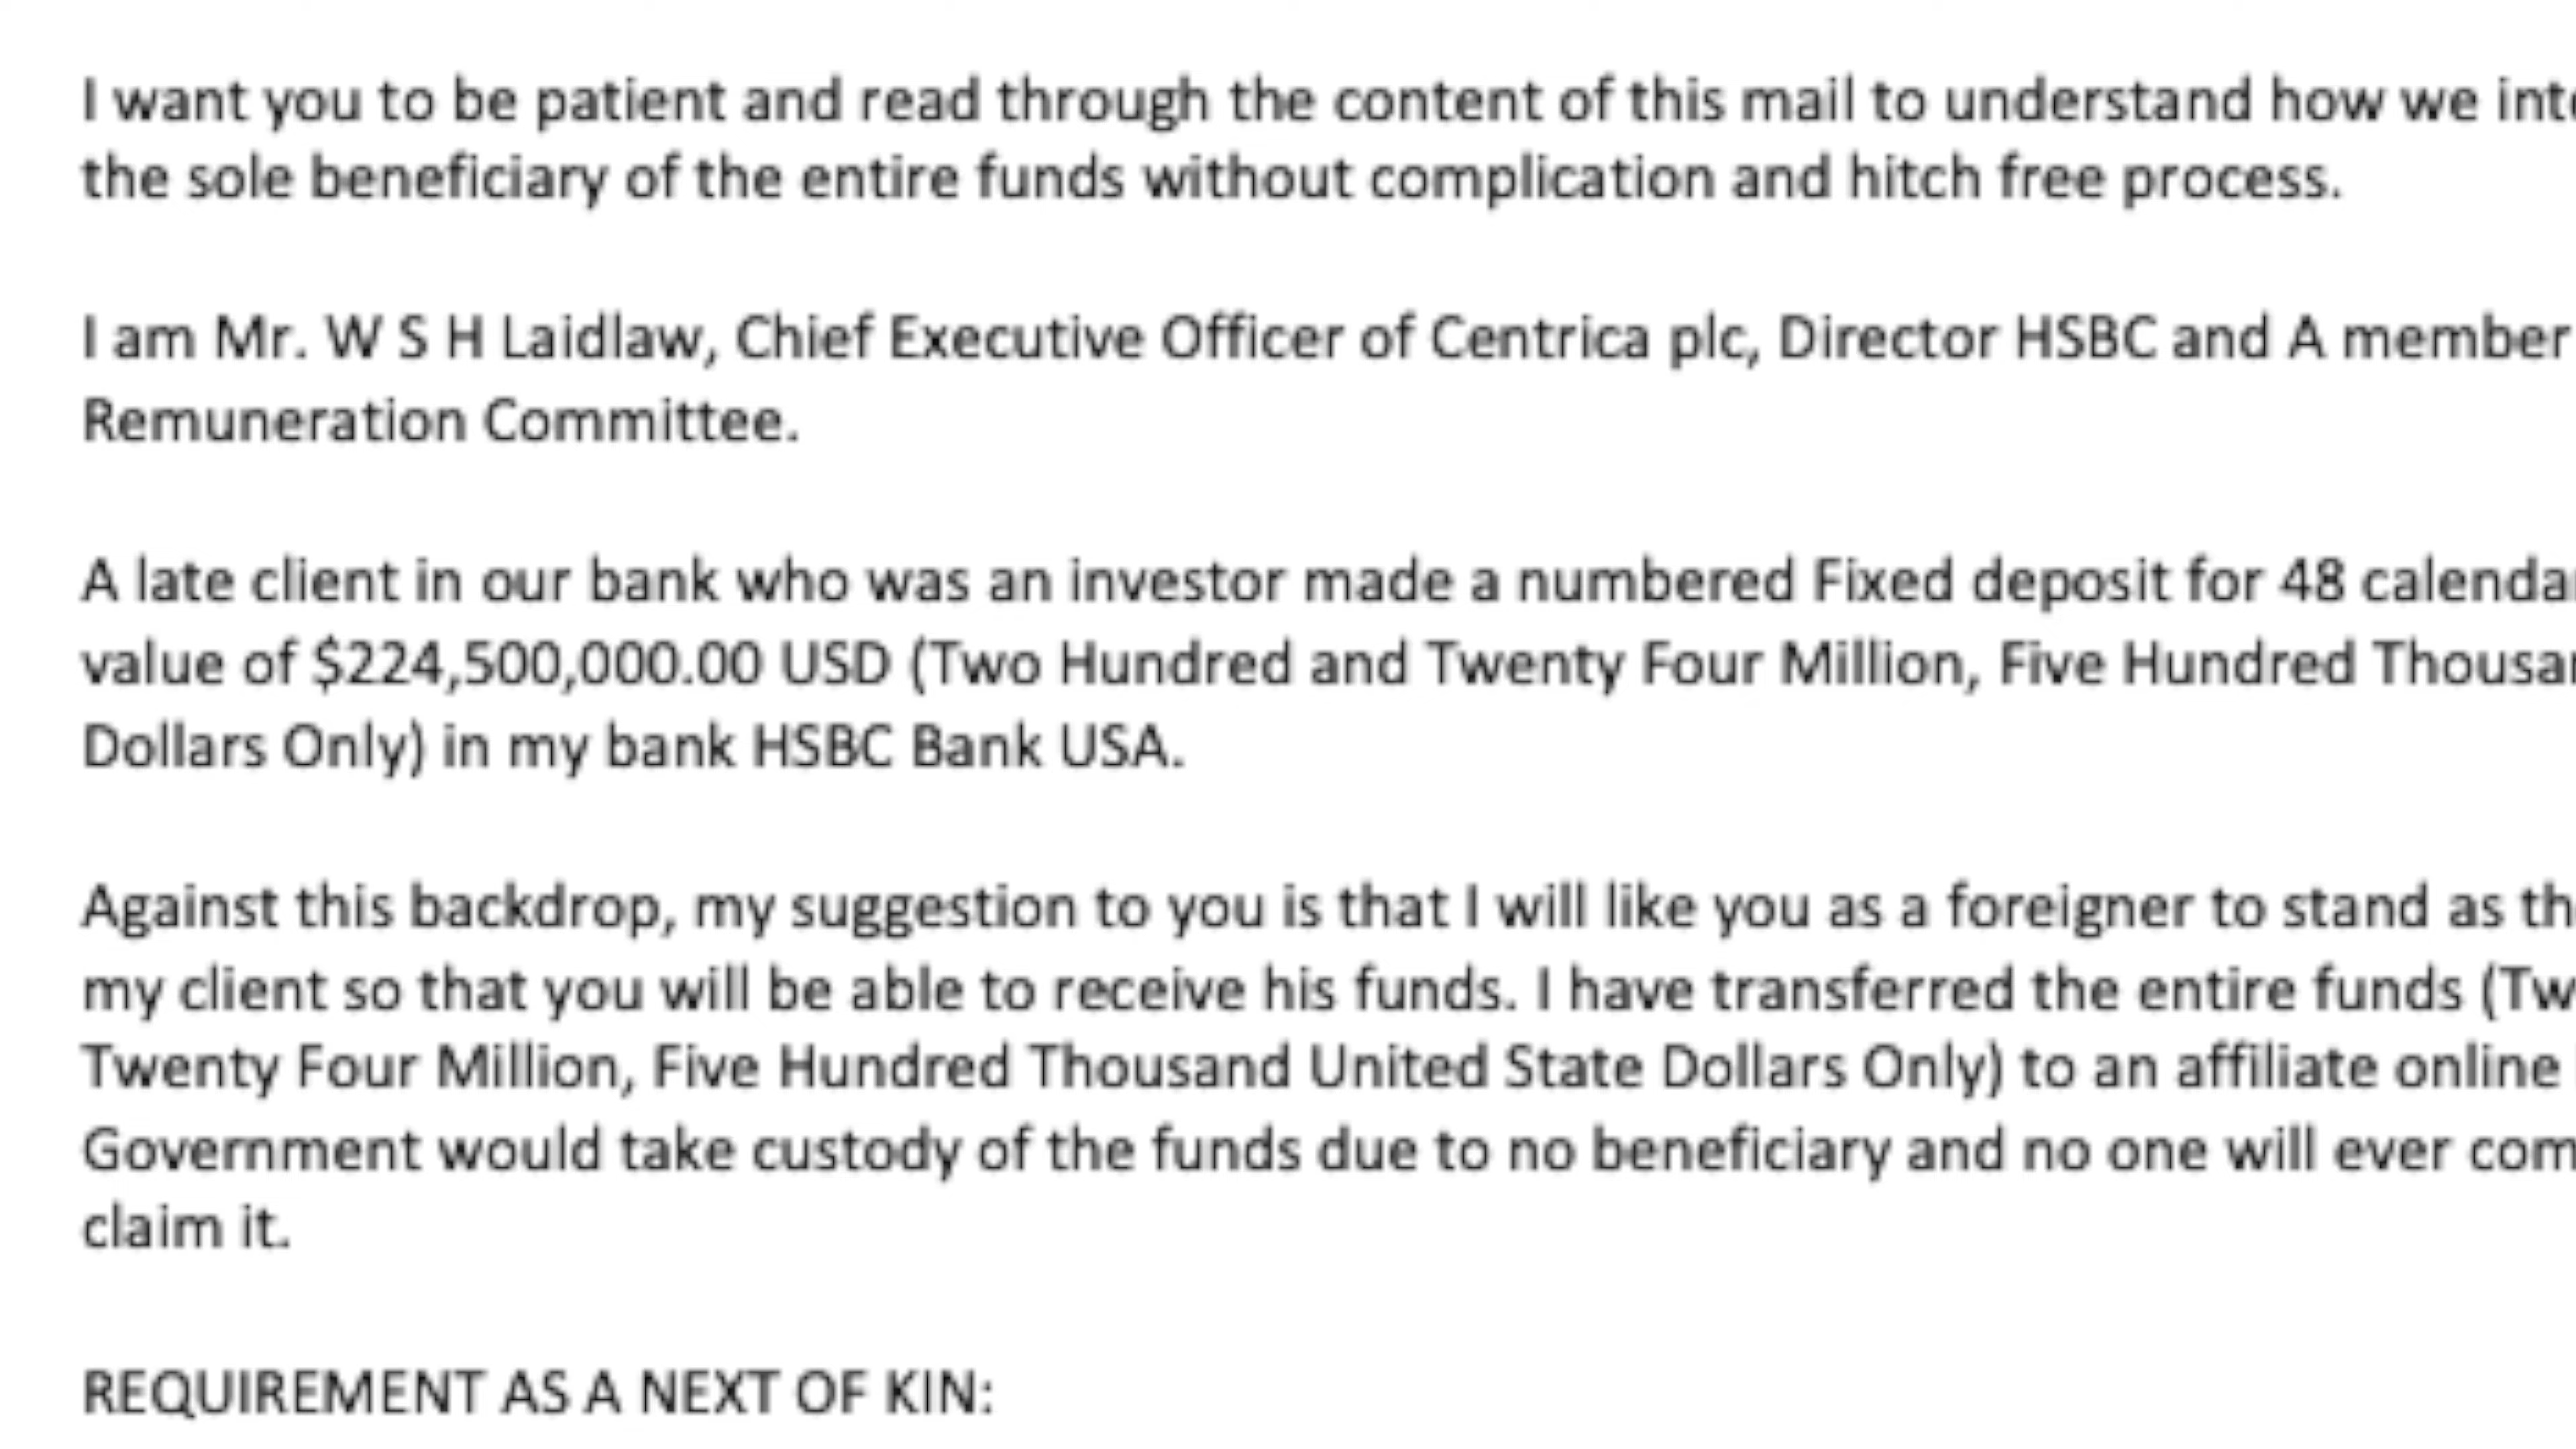 I want you to be patient and read through the content of this mail to understand how we
the sole beneficiary of the entire funds without complication and hitch free process.
I am Mr. W S H Laidlaw, Chief Executive Officer of Centrica plc, Director HSBC and A member
Remuneration Committee.
A late client in our bank who was an investor made a numbered Fixed deposit for 48
value of $224,500,000.00 USD (Two Hundred and Twenty Four Million, Five Hundred
Dollars Only) in my bank HSBC Bank USA.
Against this backdrop, my suggestion to you is that I will like you as a foreigner to stand as
my client so that you will be able to receive his funds. I have transferred the entire funds
Twenty Four Million, Five Hundred Thousand United State Dollars Only) to an affiliate online
Government would take custody of the funds due to no beneficiary and no one will ever
claim it.
REQUIREMENT AS A NEXT OF KIN: